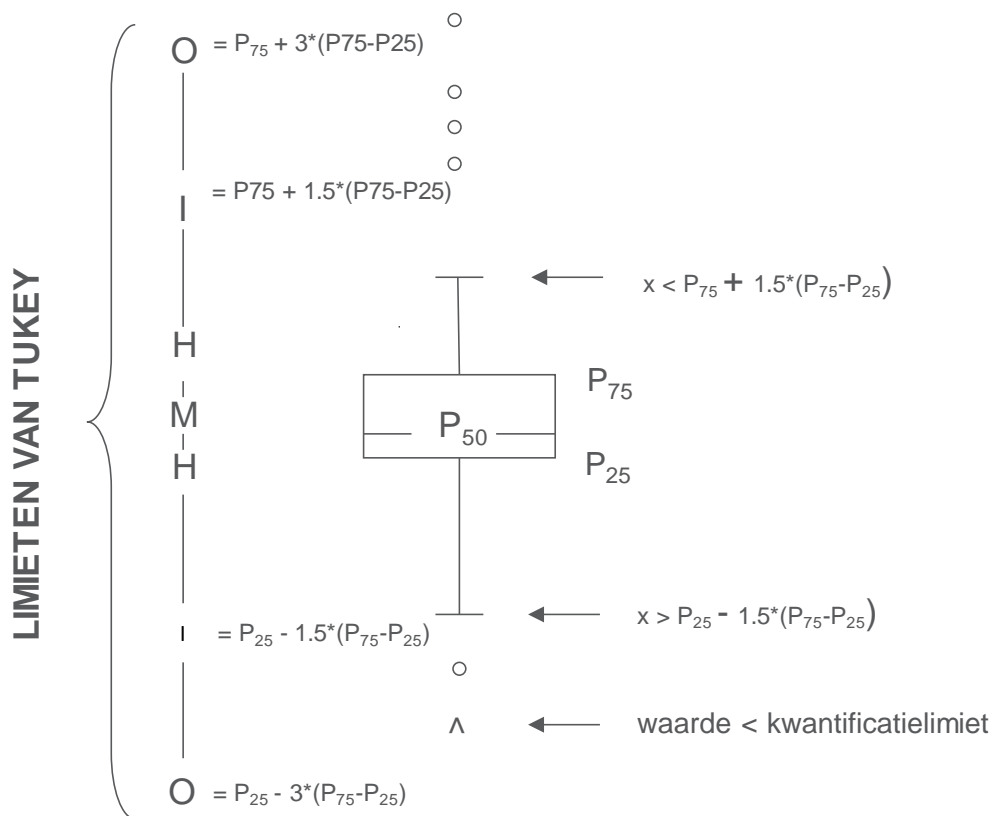 LIMIETEN VAN TUKEY
O = P₇₅ + 3*(P75-P25)
I = P75 + 1.5*(P75-P25)
H
M
H
I = P₂₅ - 1.5*(P₇₅-P₂₅)
O = P₂₅ - 3*(P₇₅-P₂₅)
x < P₇₅ + 1.5*(P₇₅-P₂₅)
P₇₅
P₅₀
P₂₅
x > P₂₅ - 1.5*(P₇₅-P₂₅)
^ waarde < kwantificatielimiet